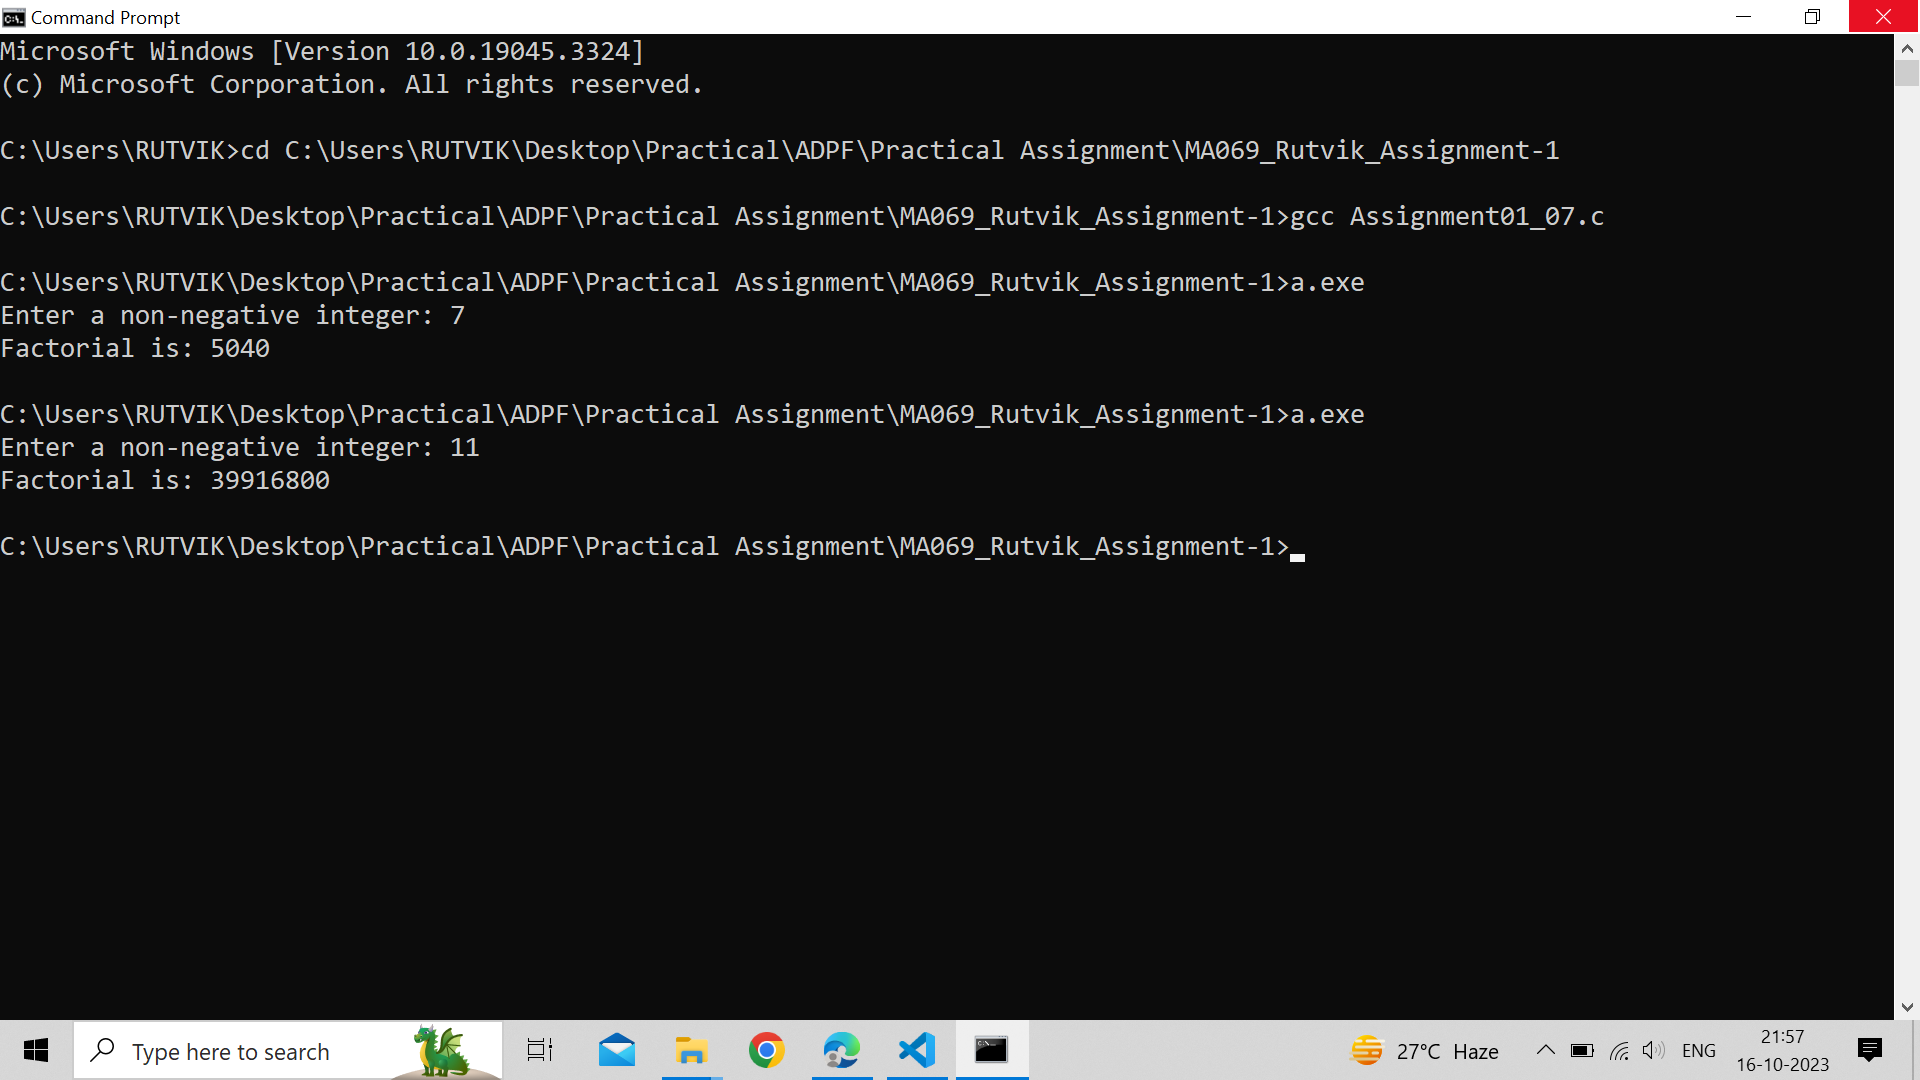 Command Prompt
Microsoft Windows [Version 10.0.19045.3324]
(c) Microsoft Corporation. All rights reserved.
C:\Users\RUTVIK>cd C:\Users\RUTVIK\Desktop\Practical\ADPF\Practical Assignment\MA069_Rutvik_Assignment-1
C:\Users\RUTVIK\Desktop\Practical\ADPF\Practical Assignment\MA069_Rutvik_Assignment-1>gcc Assignment01_07.c
C:\Users\RUTVIK\Desktop\Practical\ADPF\Practical Assignment\MA069_Rutvik_Assignment-1>a.exe
Enter a non-negative integer: 7
Factorial is: 5040
C:\Users\RUTVIK\Desktop\Practical\ADPF\Practical Assignment\MA069_Rutvik_Assignment-1>a.exe
Enter a non-negative integer: 11
Factorial is: 39916800
C:\Users\RUTVIK\Desktop\Practical\ADPF\Practical Assignment\MA069_Rutvik_Assignment-1>
Type here to search
27°C Haze
ENG
21:57
16-10-2023